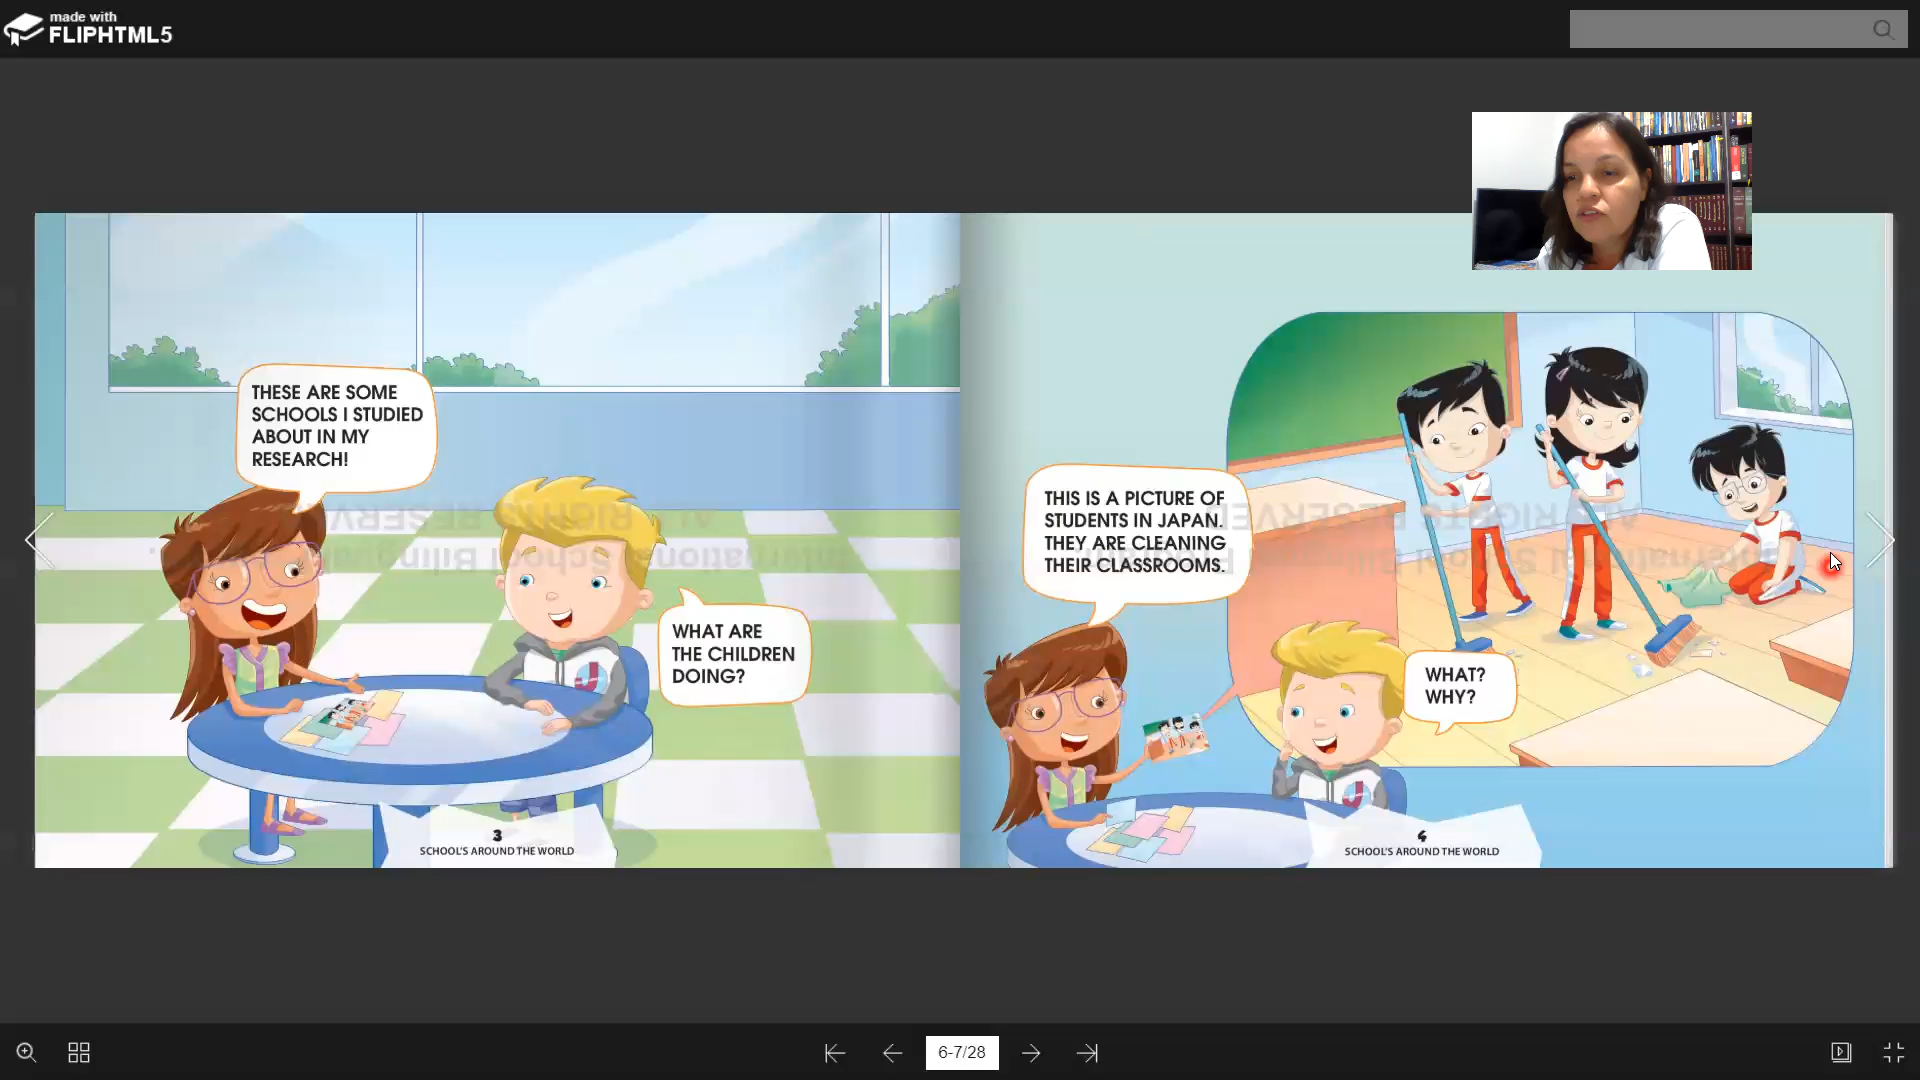 made with
FLIPHTML5
THESE ARE SOME
SCHOOLS I STUDIED
ABOUT IN MY
RESEARCH!
WHAT ARE
THE CHILDREN
DOING?
3
SCHOOL'S AROUND THE WORLD
THIS IS A PICTURE OF
STUDENTS IN JAPAN.
THEY ARE CLEANING
THEIR CLASSROOMS.
WHAT?
WHY?
4
SCHOOL'S AROUND THE WORLD
6-7/28